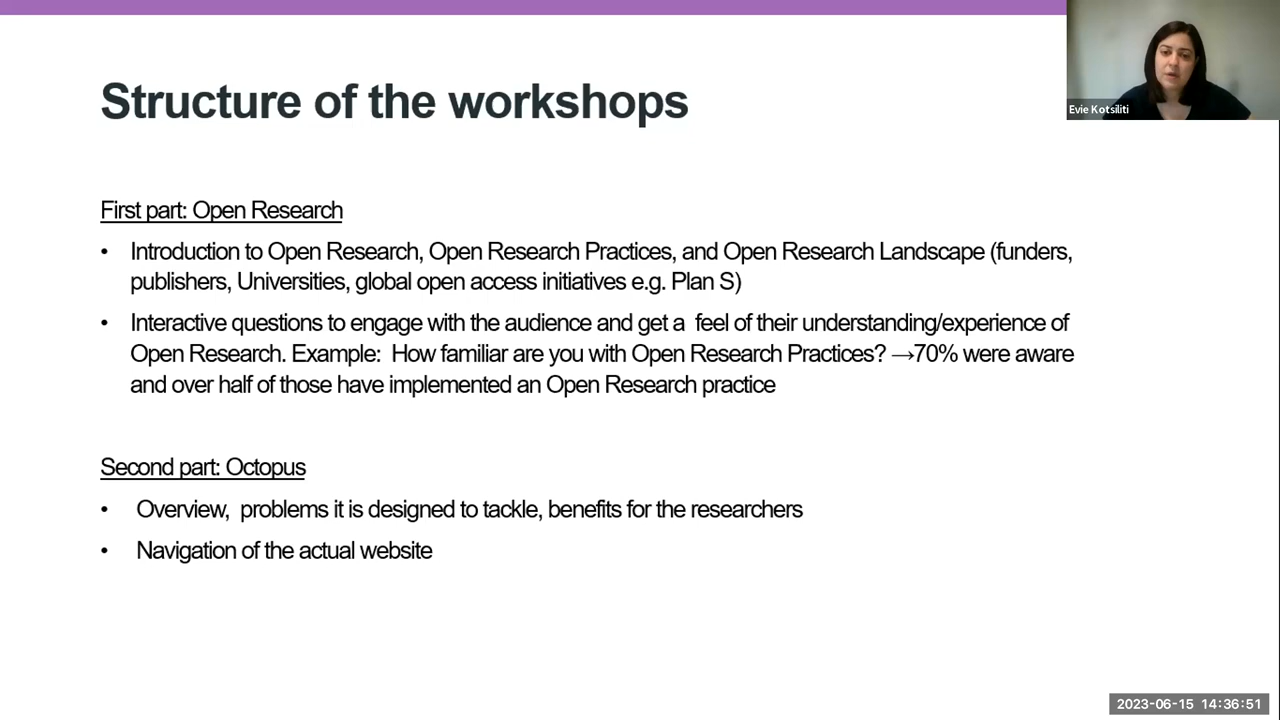 Structure of the workshops
Evie Kotsiliti
First part: Open Research
• Introduction to Open Research, Open Research Practices, and Open Research Landscape (funders,
publishers, Universities, global open access initiatives e.g. Plan S)
• Interactive questions to engage with the audience and get a  feel of their understanding/experience of
Open Research. Example:  How familiar are you with Open Research Practices? →70% were aware
and over half of those have implemented an Open Research practice
Second part: Octopus
• Overview,  problems it is designed to tackle, benefits for the researchers
• Navigation of the actual website
2023-06-15 14:36:51